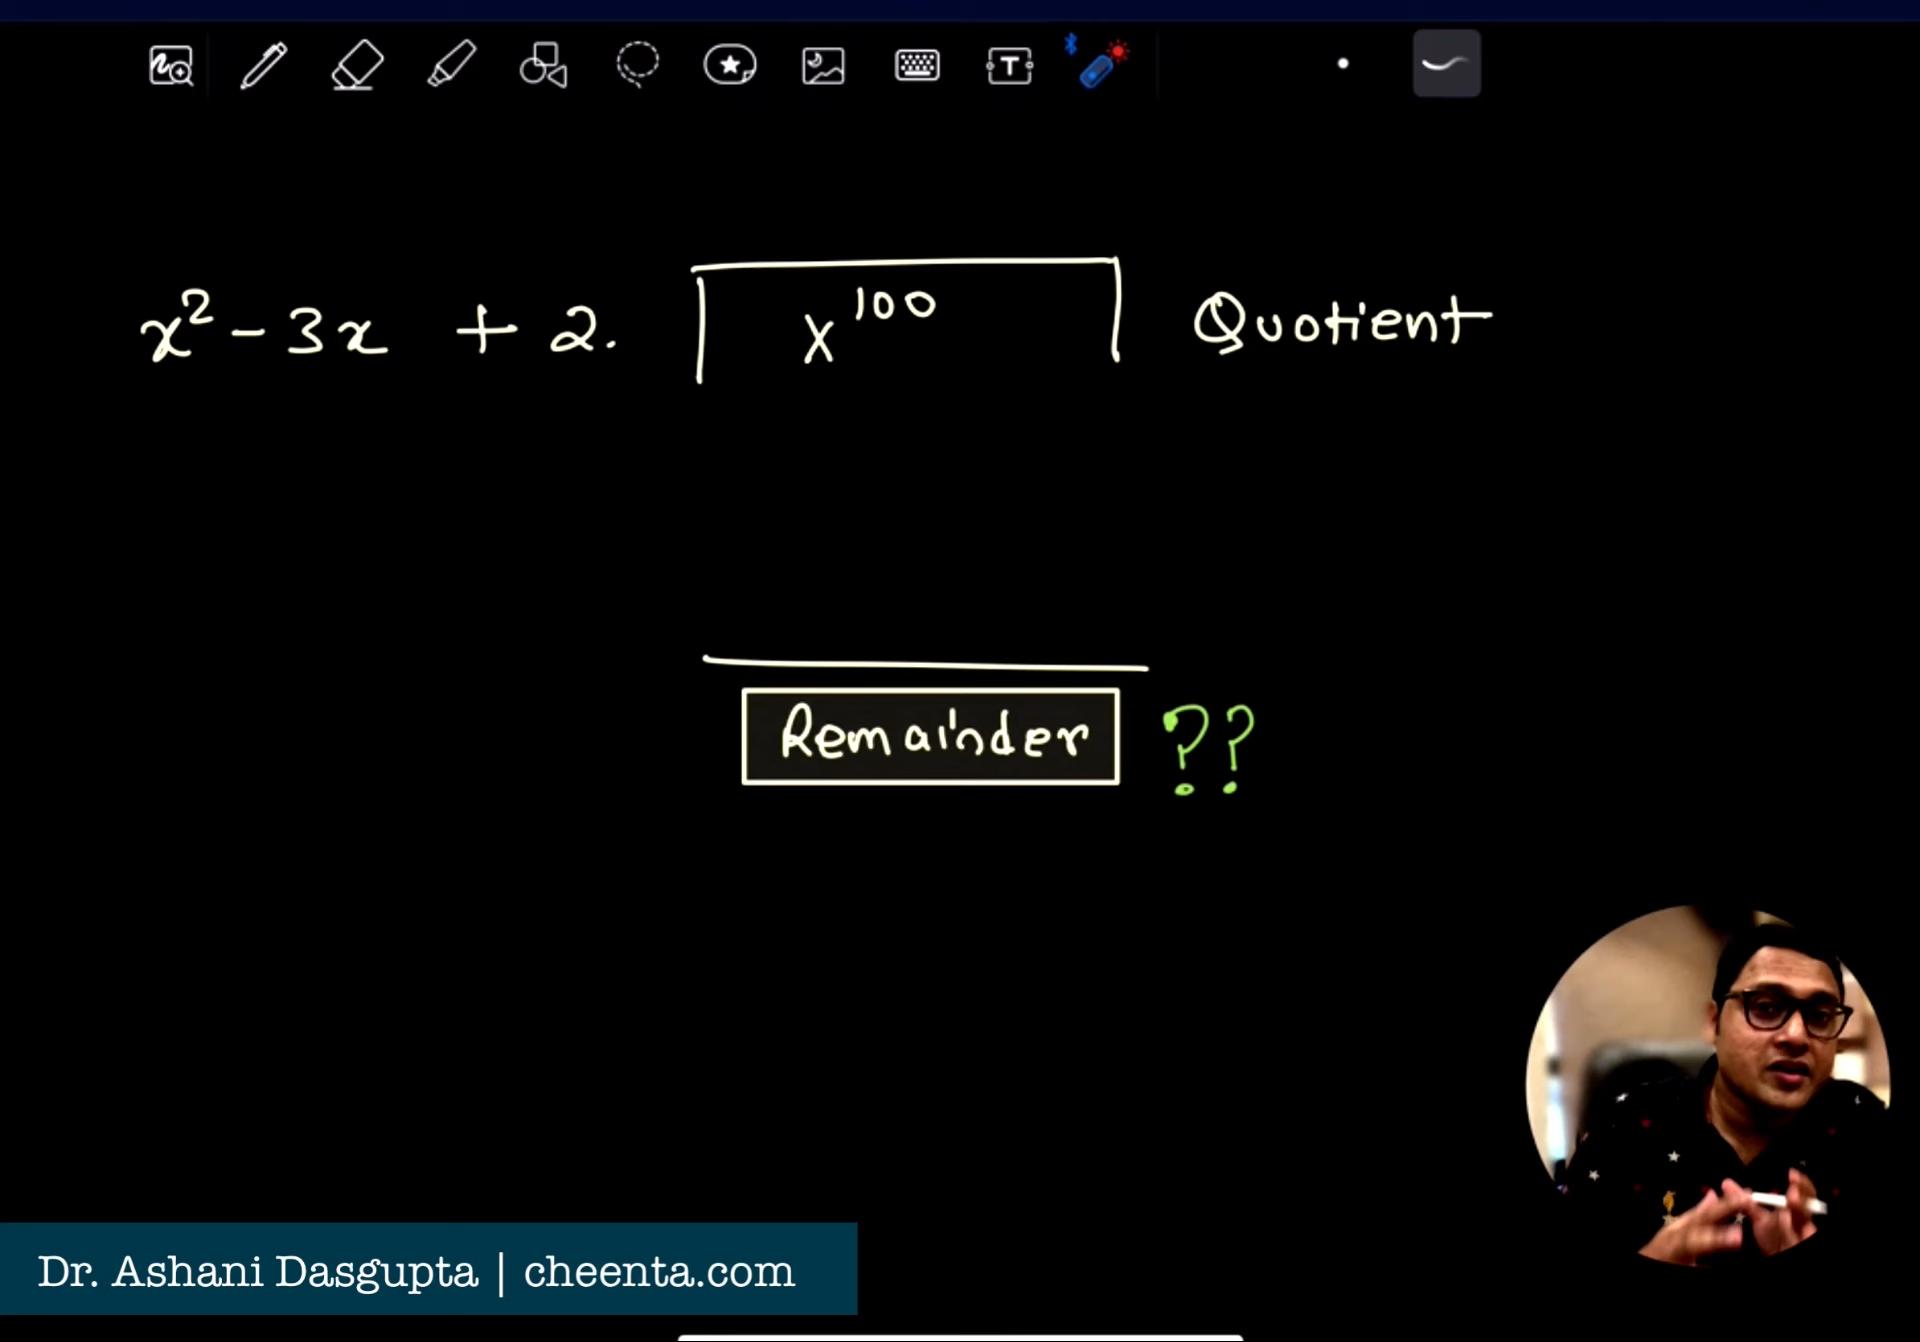 x² - 3x + 2. x¹⁰⁰ Quotient
Remainder ??
Dr. Ashani Dasgupta | cheenta.com